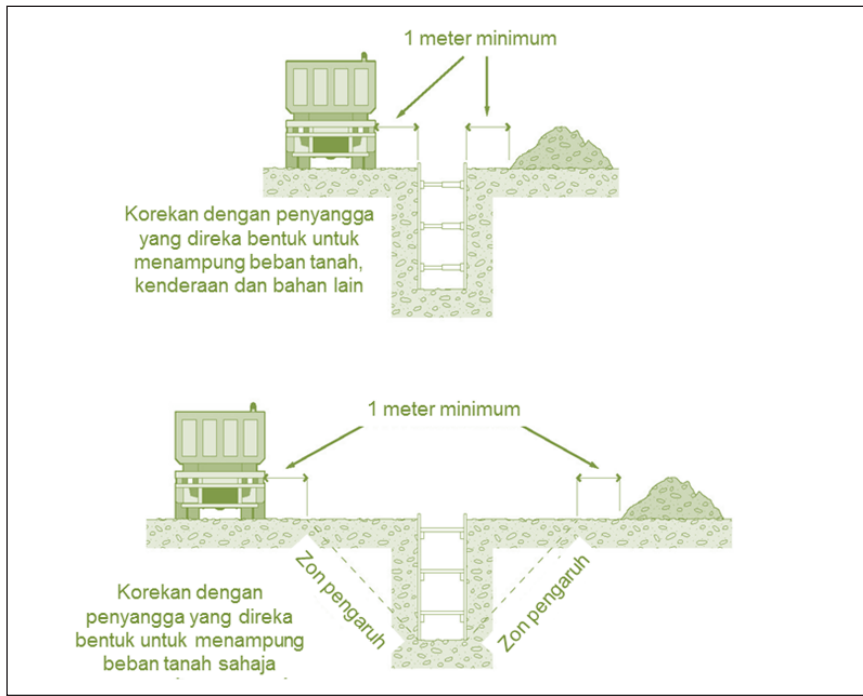 1 meter minimum
Korekan dengan penyangga
yang direka bentuk untuk
menampung beban tanah,
kenderaan dan bahan lain
1 meter minimum
Zon pengaruh
Zon pengaruh
Korekan dengan
penyangga yang direka
bentuk untuk menampung
beban tanah sahaja